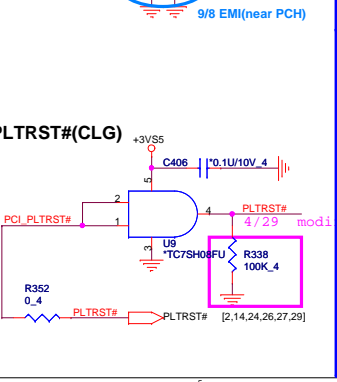 9/8 EMI(near PCH)
PLTRST#(CLG)
+3VS5
C406
*0.1U/10V_4
5
2
4
PLTRST#
PCI_PLTRST#
1
4/29 modi
3
U9
*TC7SH08FU
R338
100K_4
R352
0_4
PLTRST#
PLTRST#
[2,14,24,26,27,29]